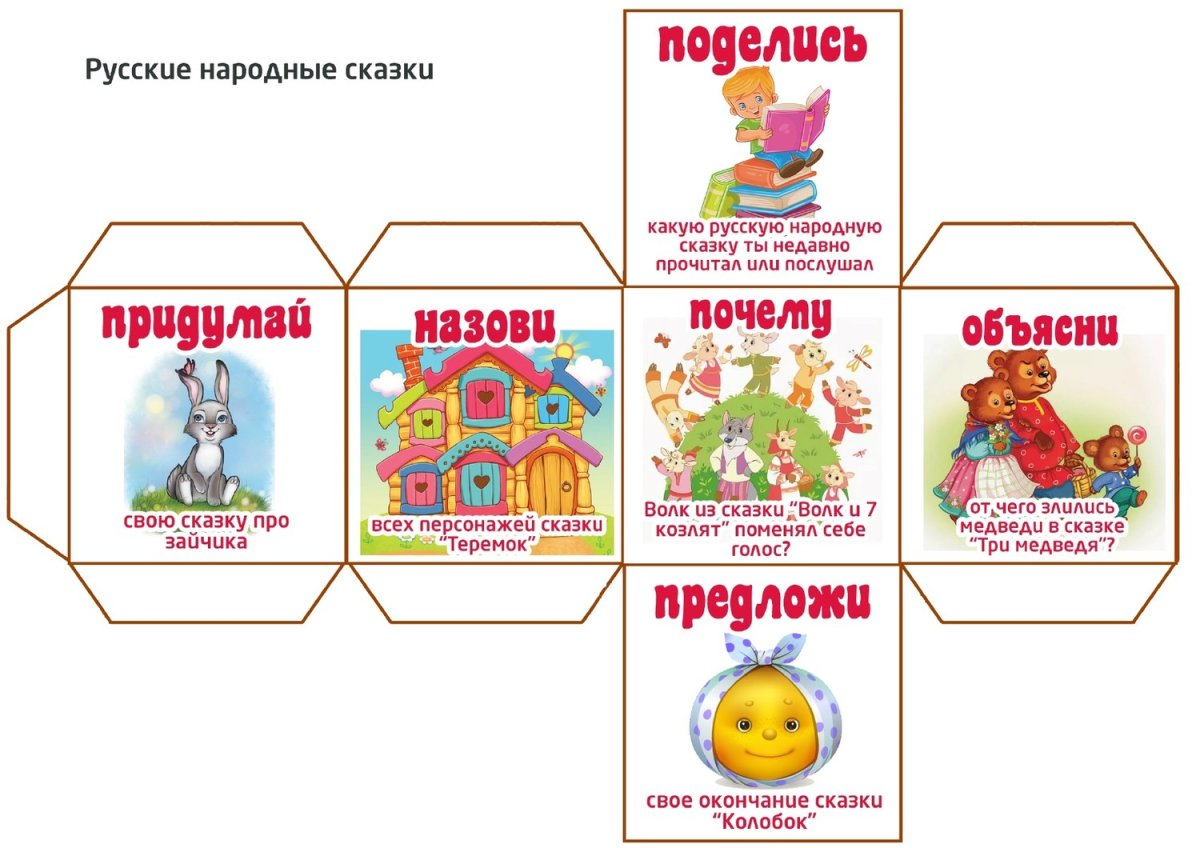 Русские народные сказки
поделись
какую русскую народную
сказку ты недавно
прочитал или послушал
придумай
свою сказку про
зайчика
назови
всех персонажей сказки
“Теремок”
почему
Волк из сказки “Волк и 7
козлят” поменял себе
голос?
объясни
от чего злились
медведи в сказке
“Три медведя”?
предложи
свое окончание сказки
“Колобок”